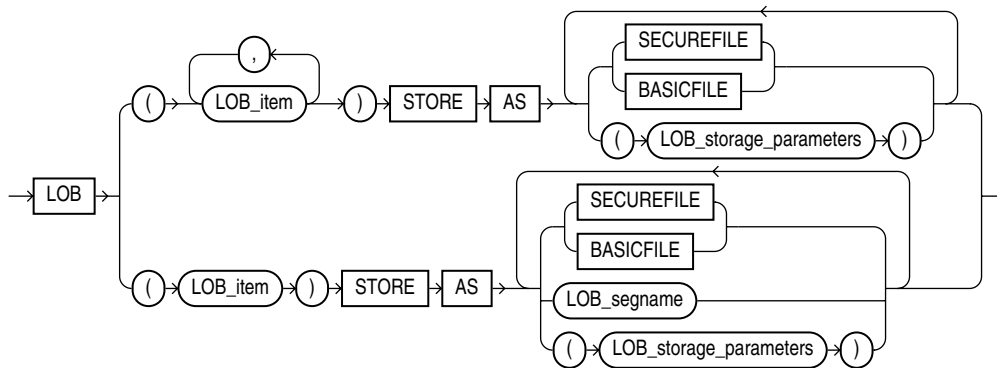 SECUREFILE
,
BASICFILE
( LOB_item ) STORE AS
( LOB_storage_parameters )
LOB
SECUREFILE
BASICFILE
( LOB_item ) STORE AS
LOB_segname
( LOB_storage_parameters )